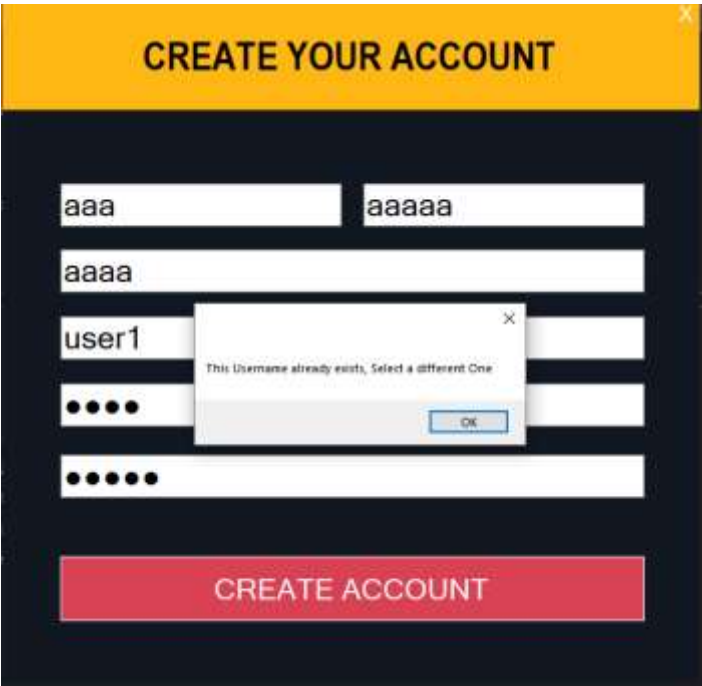 X
CREATE YOUR ACCOUNT
aaa aaaaa
aaaa
user1
This Username already exists, Select a different One
OK
●●●●
●●●●●
CREATE ACCOUNT